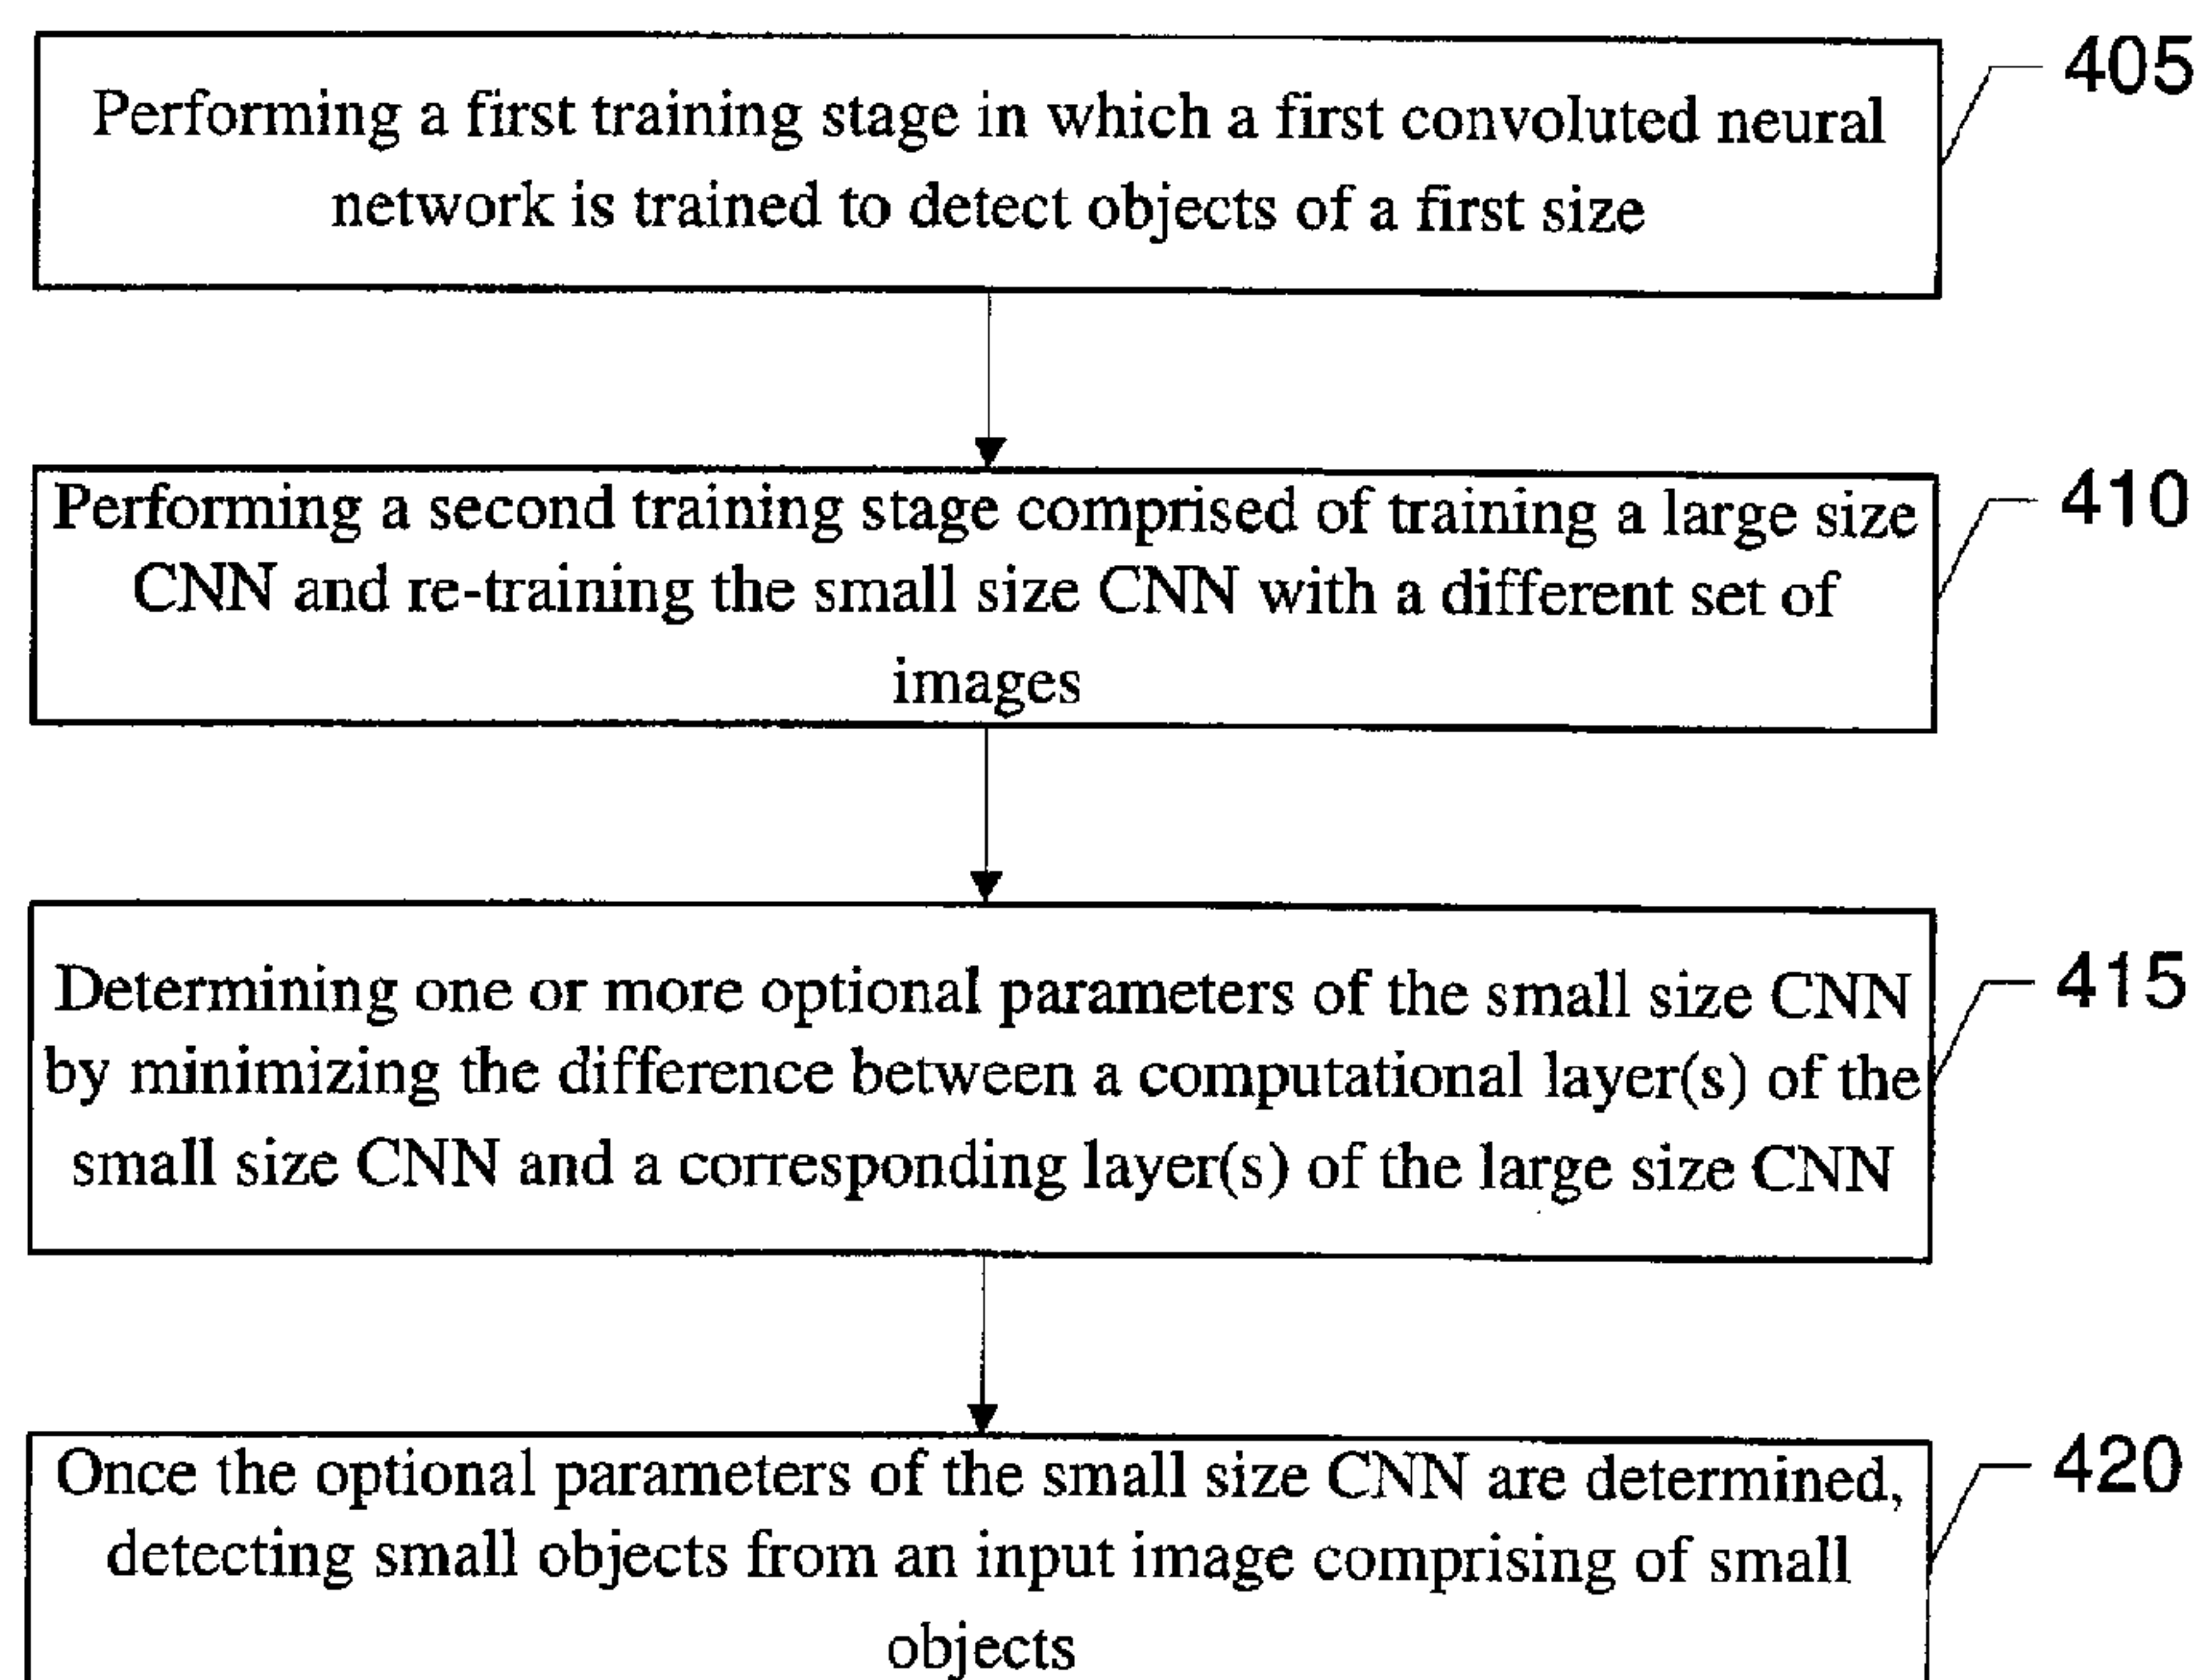 Performing a first training stage in which a first convoluted neural
network is trained to detect objects of a first size
405
Performing a second training stage comprised of training a large size
CNN and re-training the small size CNN with a different set of
images
410
Determining one or more optional parameters of the small size CNN
by minimizing the difference between a computational layer(s) of the
small size CNN and a corresponding layer(s) of the large size CNN
415
Once the optional parameters of the small size CNN are determined,
detecting small objects from an input image comprising of small
objects
420